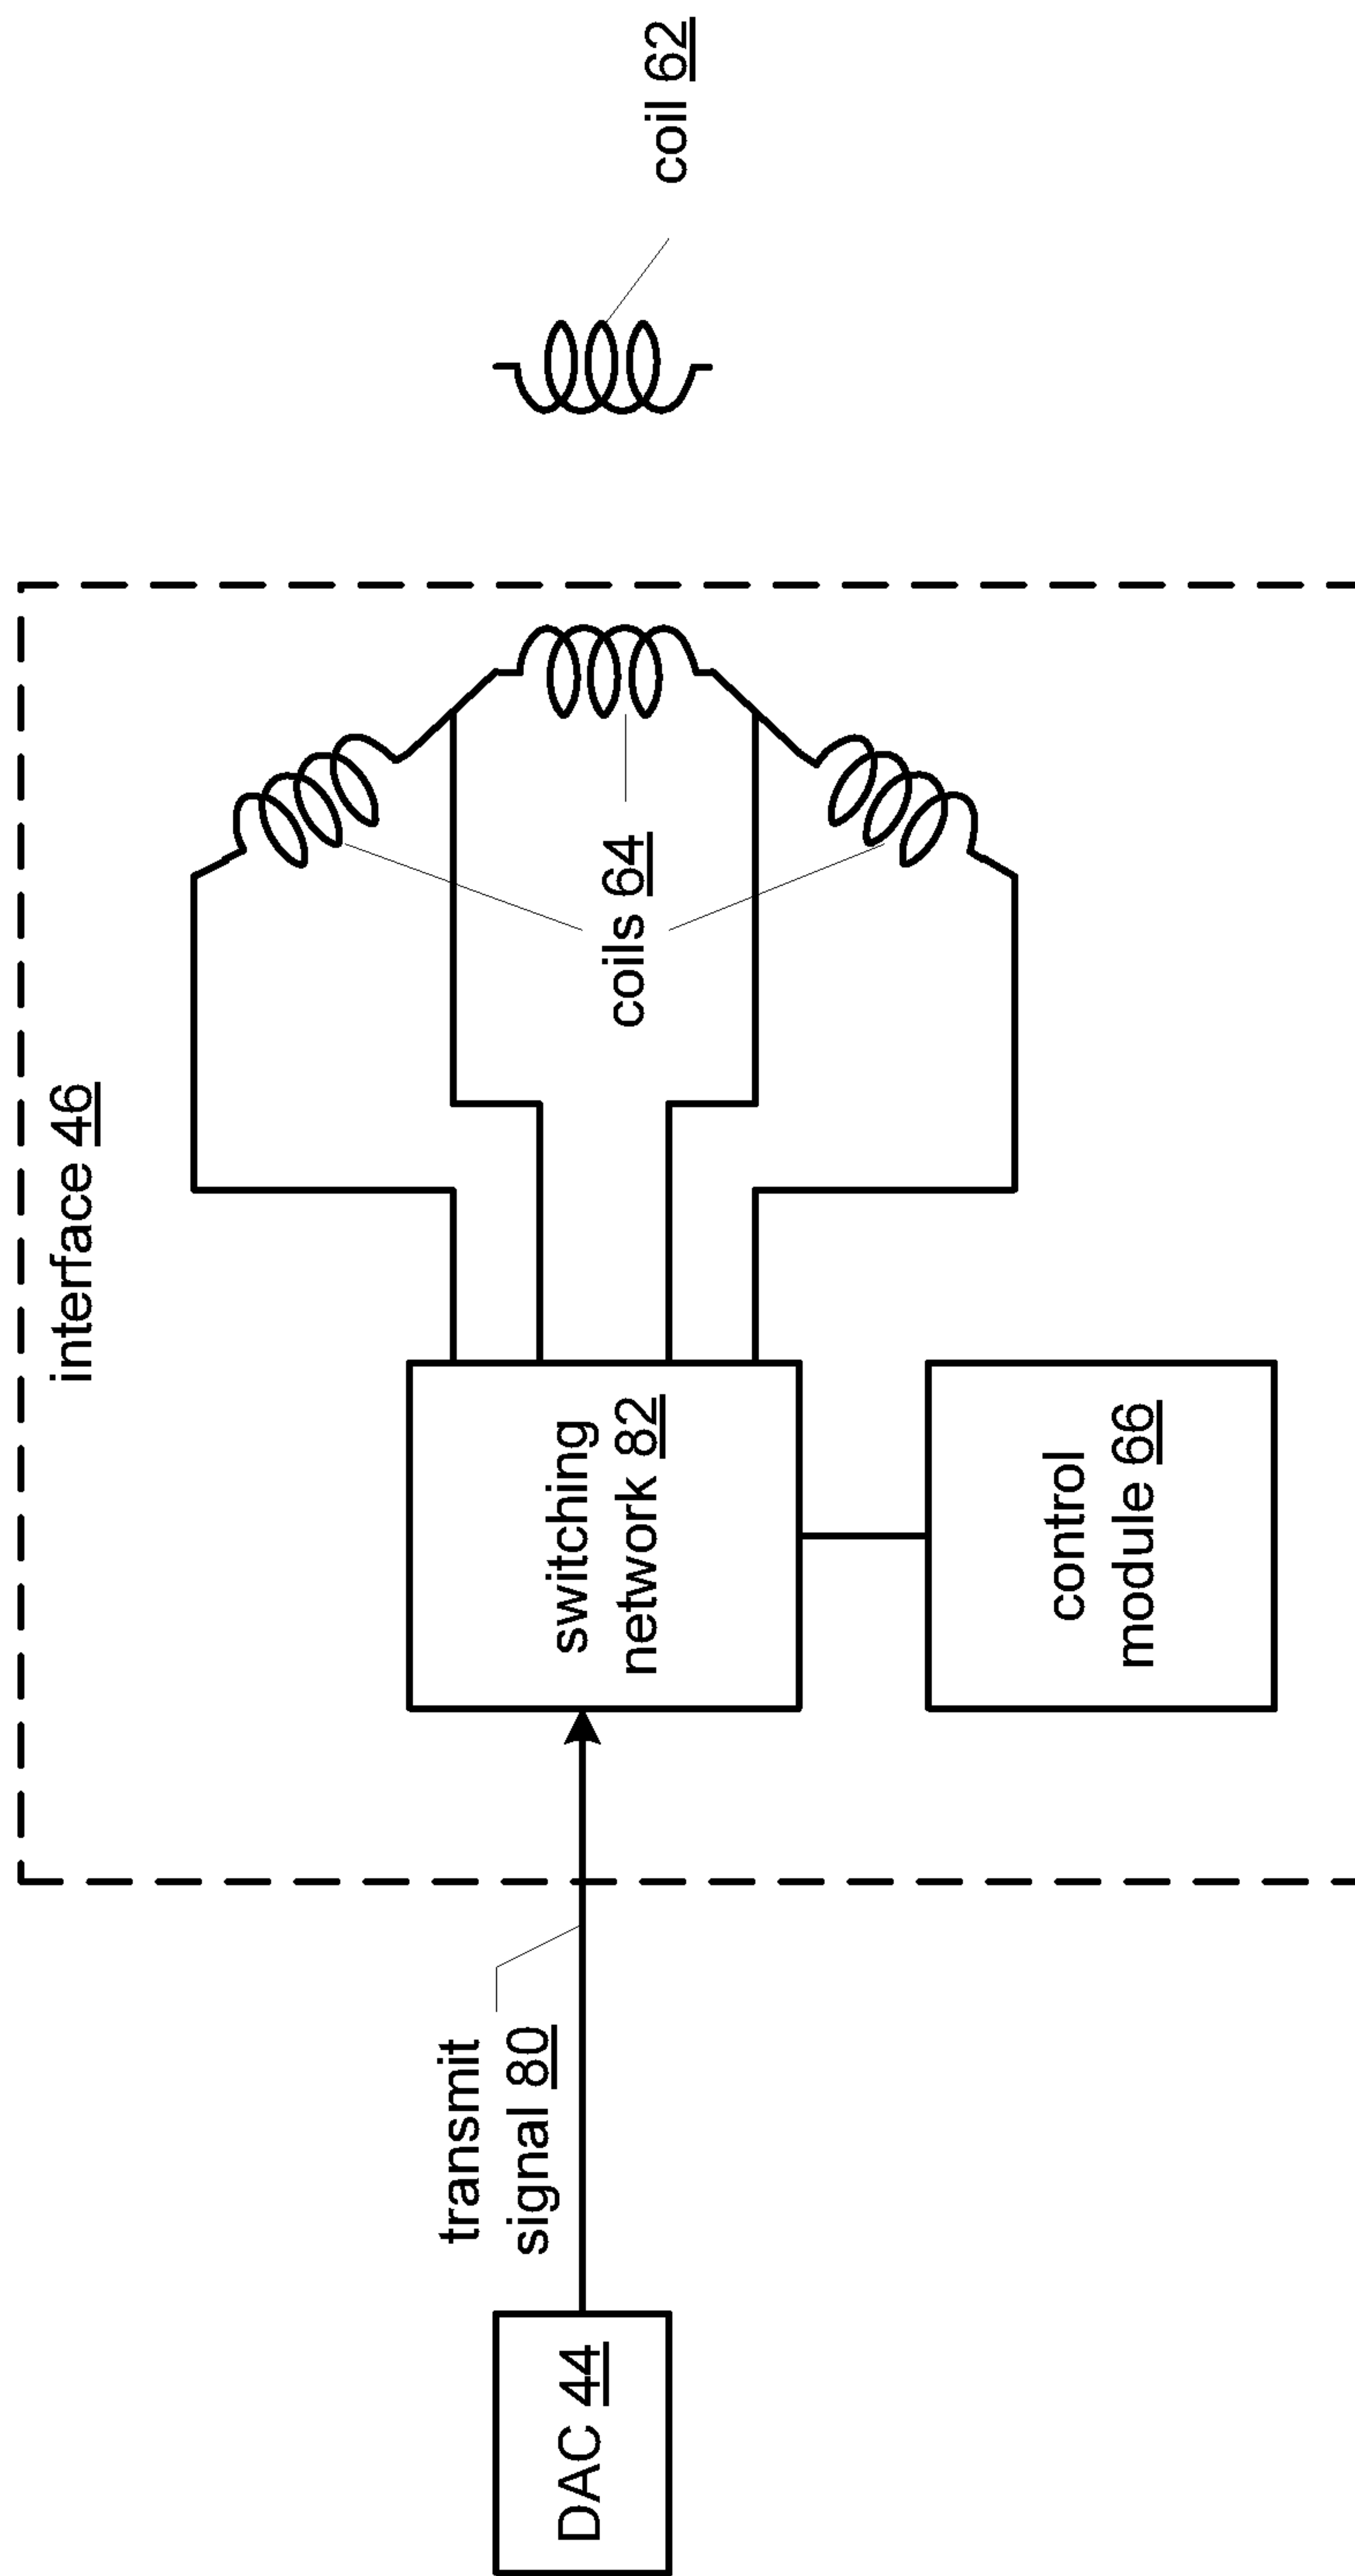 interface 46
DAC 44
transmit
signal 80
switching
network 82
control
module 66
coils 64
coil 62